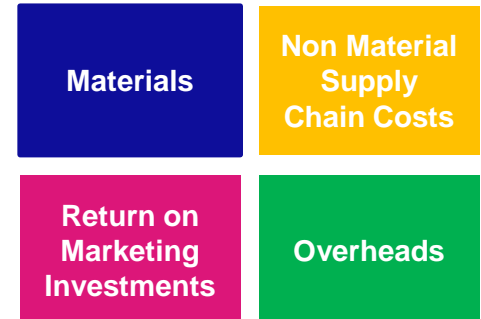 Materials
Non Material
Supply
Chain Costs
Return on
Marketing
Investments
Overheads